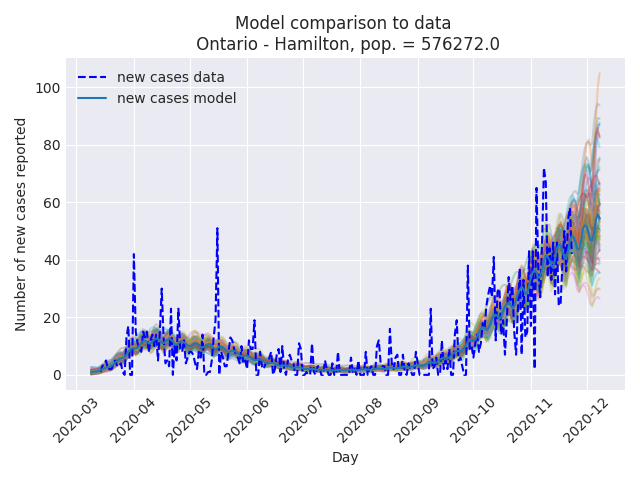 Model comparison to data
Ontario - Hamilton, pop. = 576272.0
new cases data
new cases model
Number of new cases reported
100
80
60
40
20
0
2020-03
2020-04
2020-05
2020-06
2020-07
2020-08
2020-09
2020-10
2020-11
2020-12
Day